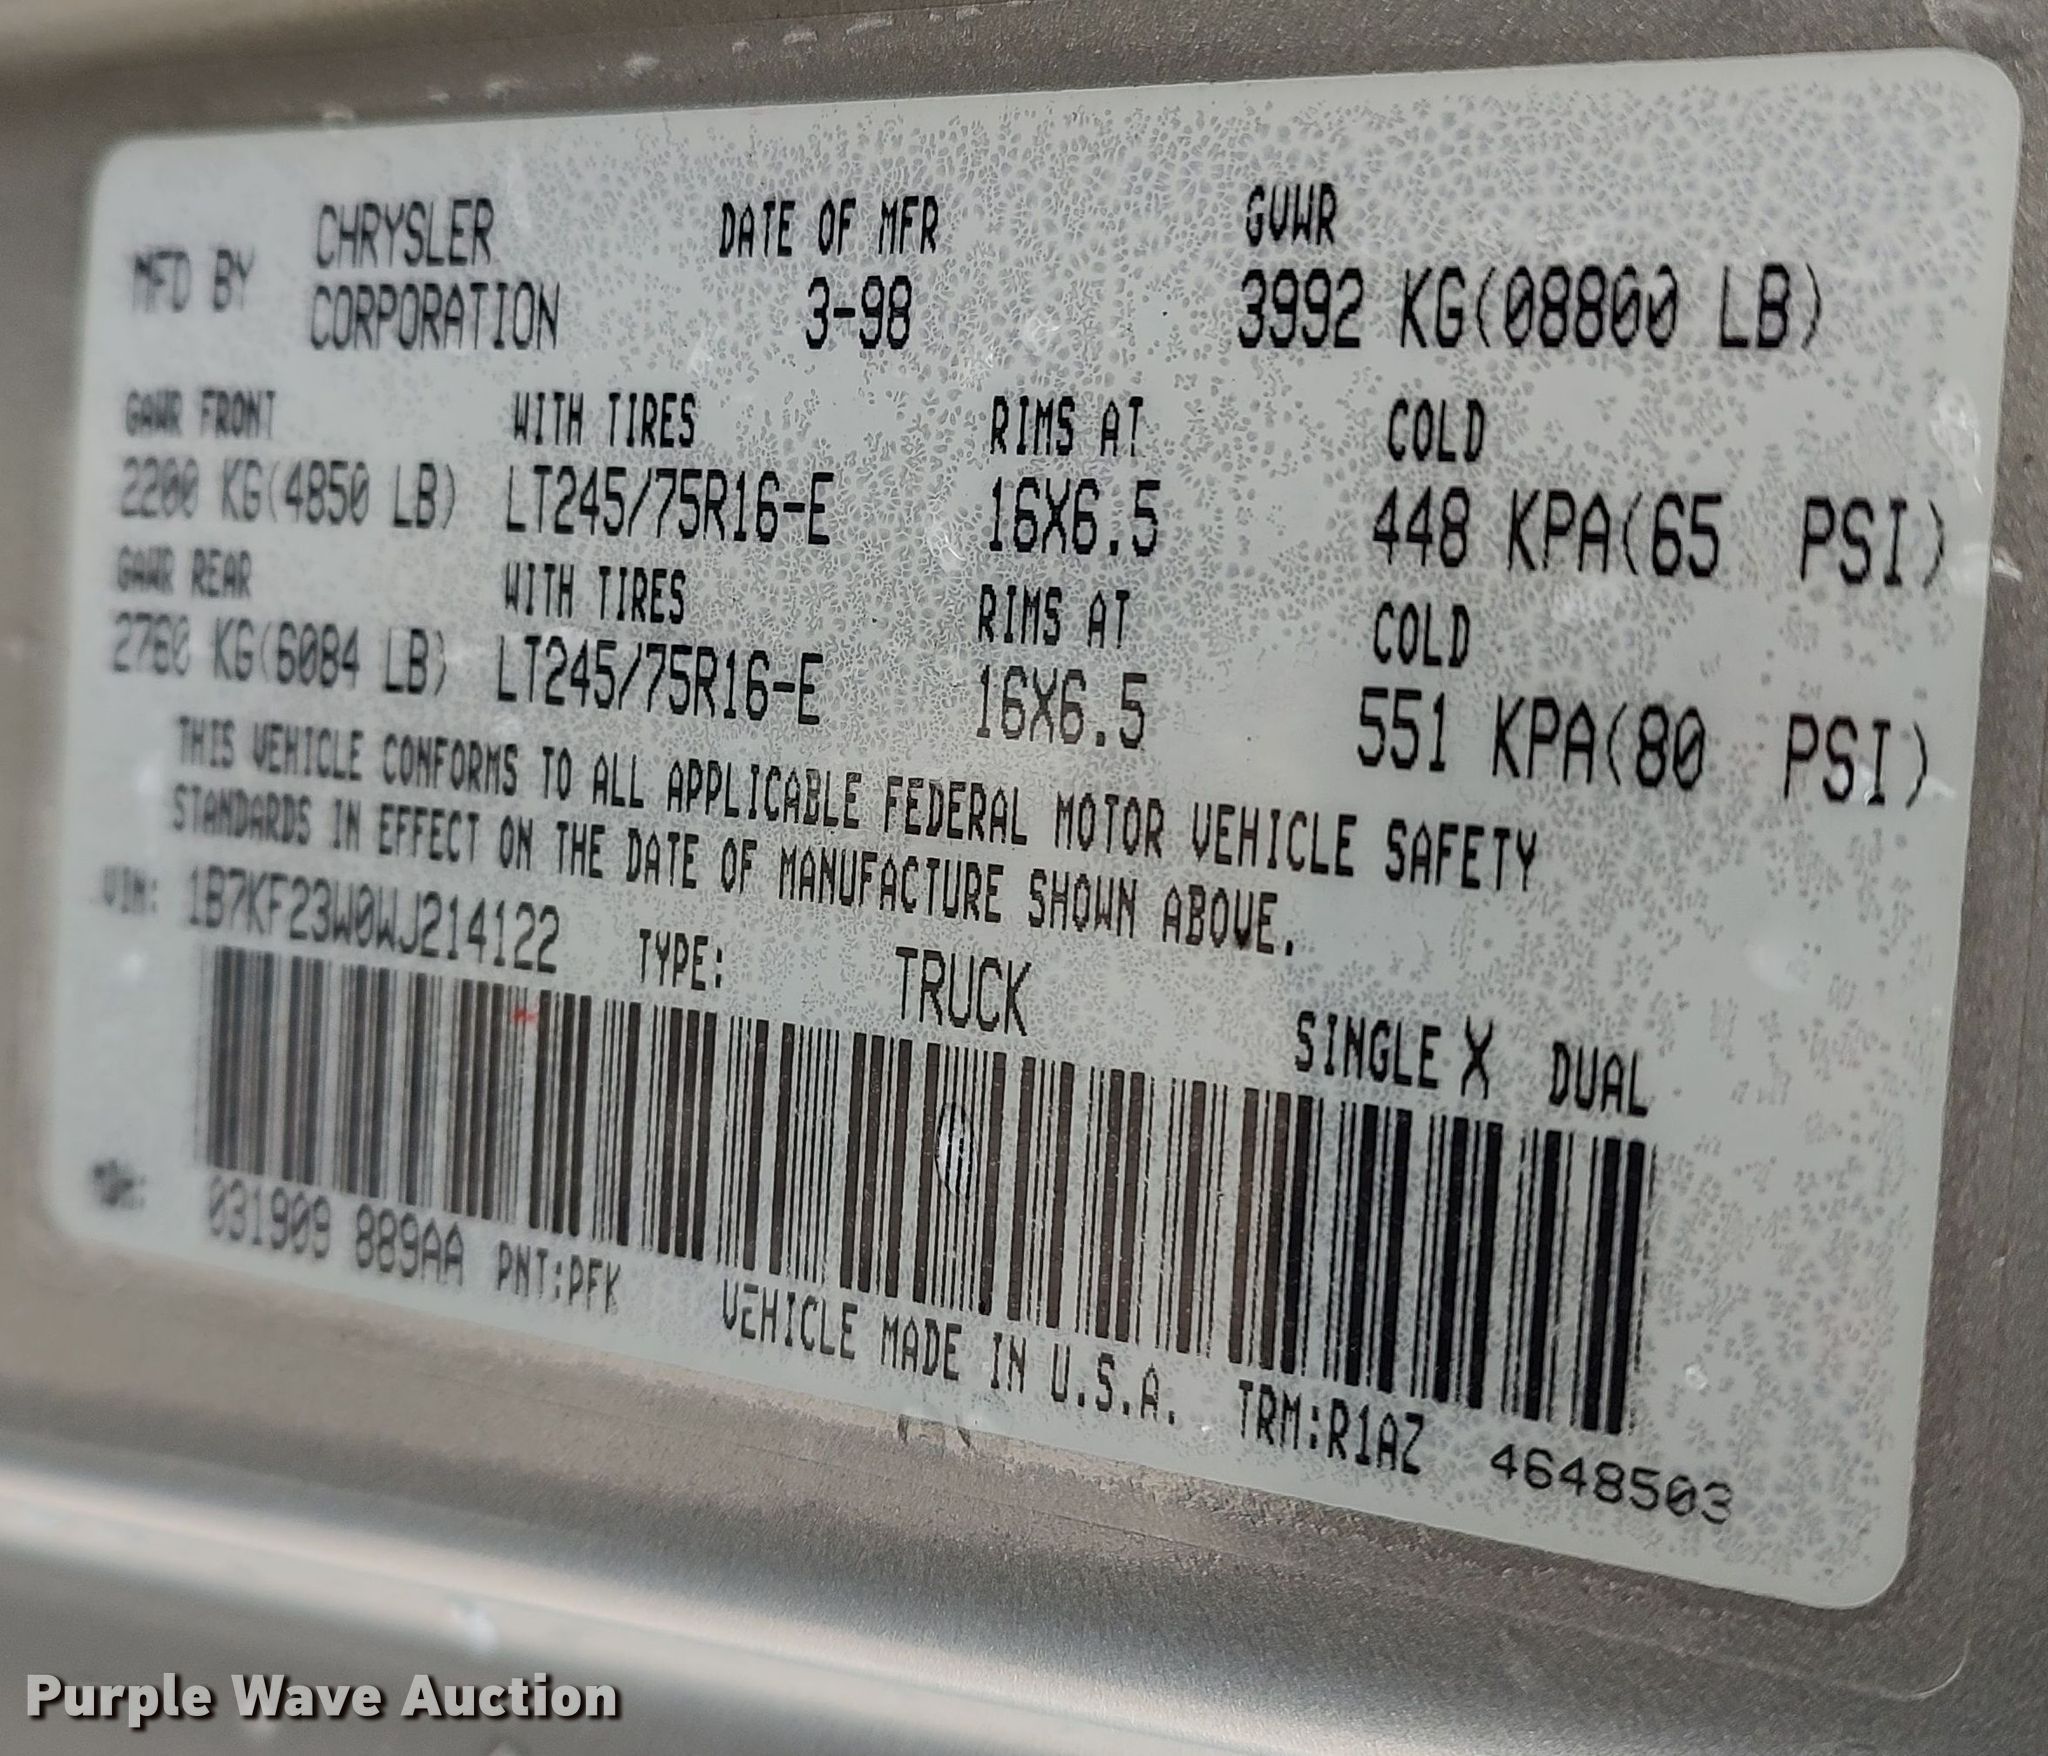 MFD BY CHRYSLER CORPORATION DATE OF MFR 3-98 GVWR 3992 KG(08800 LB)
GAWR FRONT WITH TIRES RIMS AT COLD
2200 KG(4850 LB) LT245/75R16-E 16X6.5 448 KPA(65 PSI)
GAWR REAR WITH TIRES RIMS AT COLD
2760 KG(6084 LB) LT245/75R16-E 16X6.5 551 KPA(80 PSI)
THIS VEHICLE CONFORMS TO ALL APPLICABLE FEDERAL MOTOR VEHICLE SAFETY
STANDARDS IN EFFECT ON THE DATE OF MANUFACTURE SHOWN ABOVE.
VIN: 1B7KF23W0WJ214122 TYPE: TRUCK SINGLE X DUAL
MDH: 031909 889AA PNT:PFK VEHICLE MADE IN U.S.A. TRM:R1AZ 4648503
Purple Wave Auction